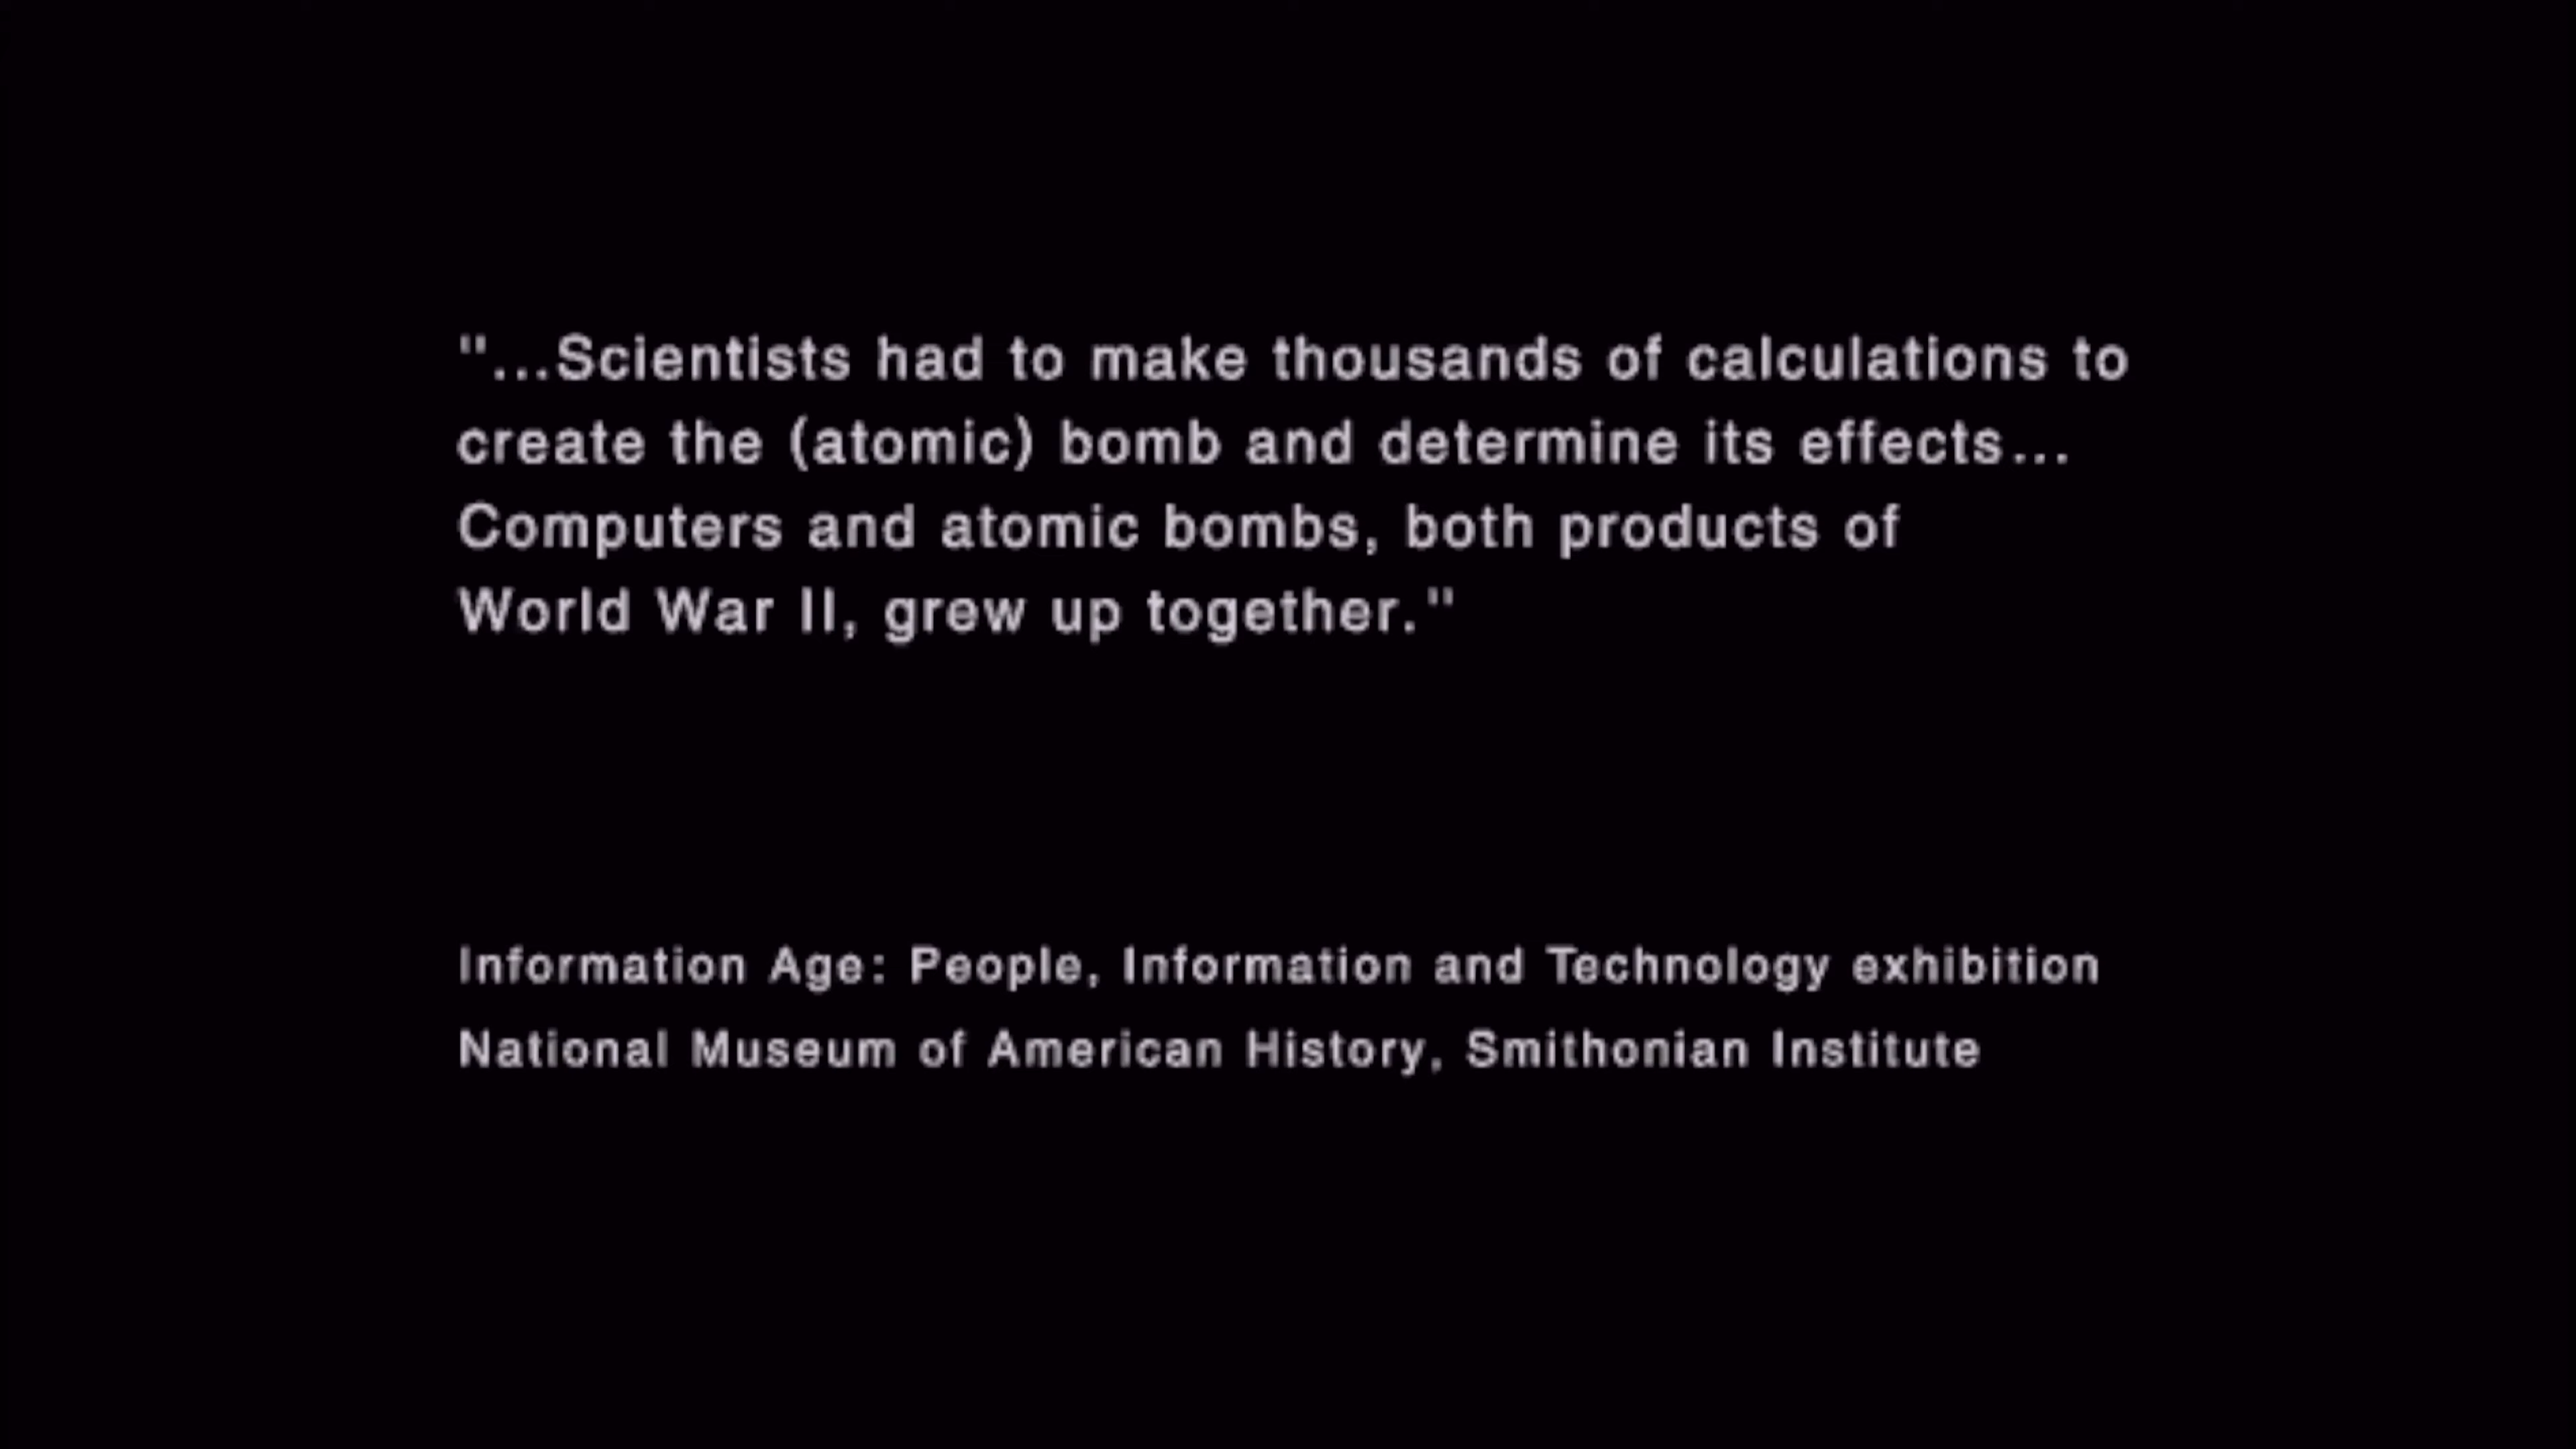 "...Scientists had to make thousands of calculations to
create the (atomic) bomb and determine its effects...
Computers and atomic bombs, both products of
World War II, grew up together."
Information Age: People, Information and Technology exhibition
National Museum of American History, Smithonian Institute